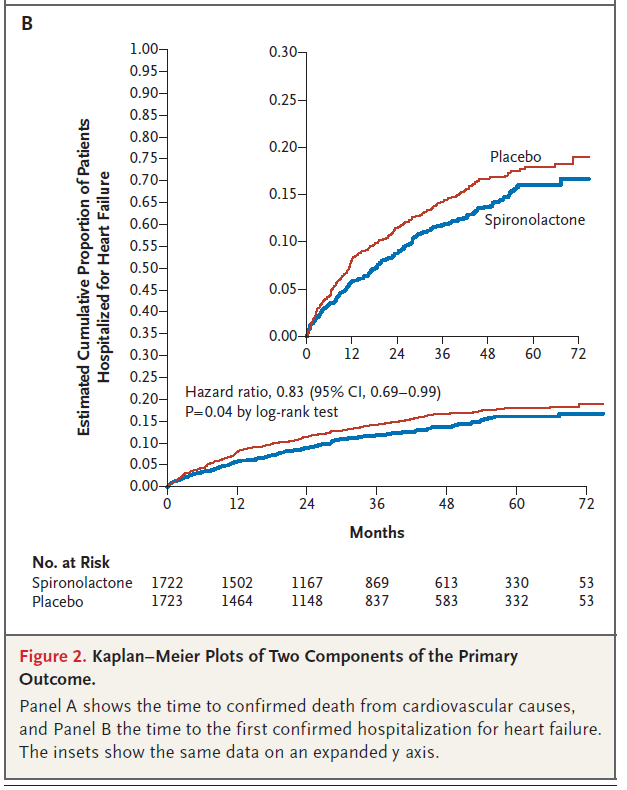 B
Estimated Cumulative Proportion of Patients
Hospitalized for Heart Failure
1.00
0.95
0.90
0.85
0.80
0.75
0.70
0.65
0.60
0.55
0.50
0.45
0.40
0.35
0.30
0.25
0.20
0.15
0.10
0.05
0.00
0.30
0.25
0.20
0.15
0.10
0.05
0.00
Placebo
Spironolactone
0 12 24 36 48 60 72
Hazard ratio, 0.83 (95% CI, 0.69–0.99)
P=0.04 by log-rank test
0 12 24 36 48 60 72
Months
No. at Risk
Spironolactone 1722 1502 1167 869 613 330 53
Placebo 1723 1464 1148 837 583 332 53
Figure 2. Kaplan–Meier Plots of Two Components of the Primary
Outcome.
Panel A shows the time to confirmed death from cardiovascular causes,
and Panel B the time to the first confirmed hospitalization for heart failure.
The insets show the same data on an expanded y axis.